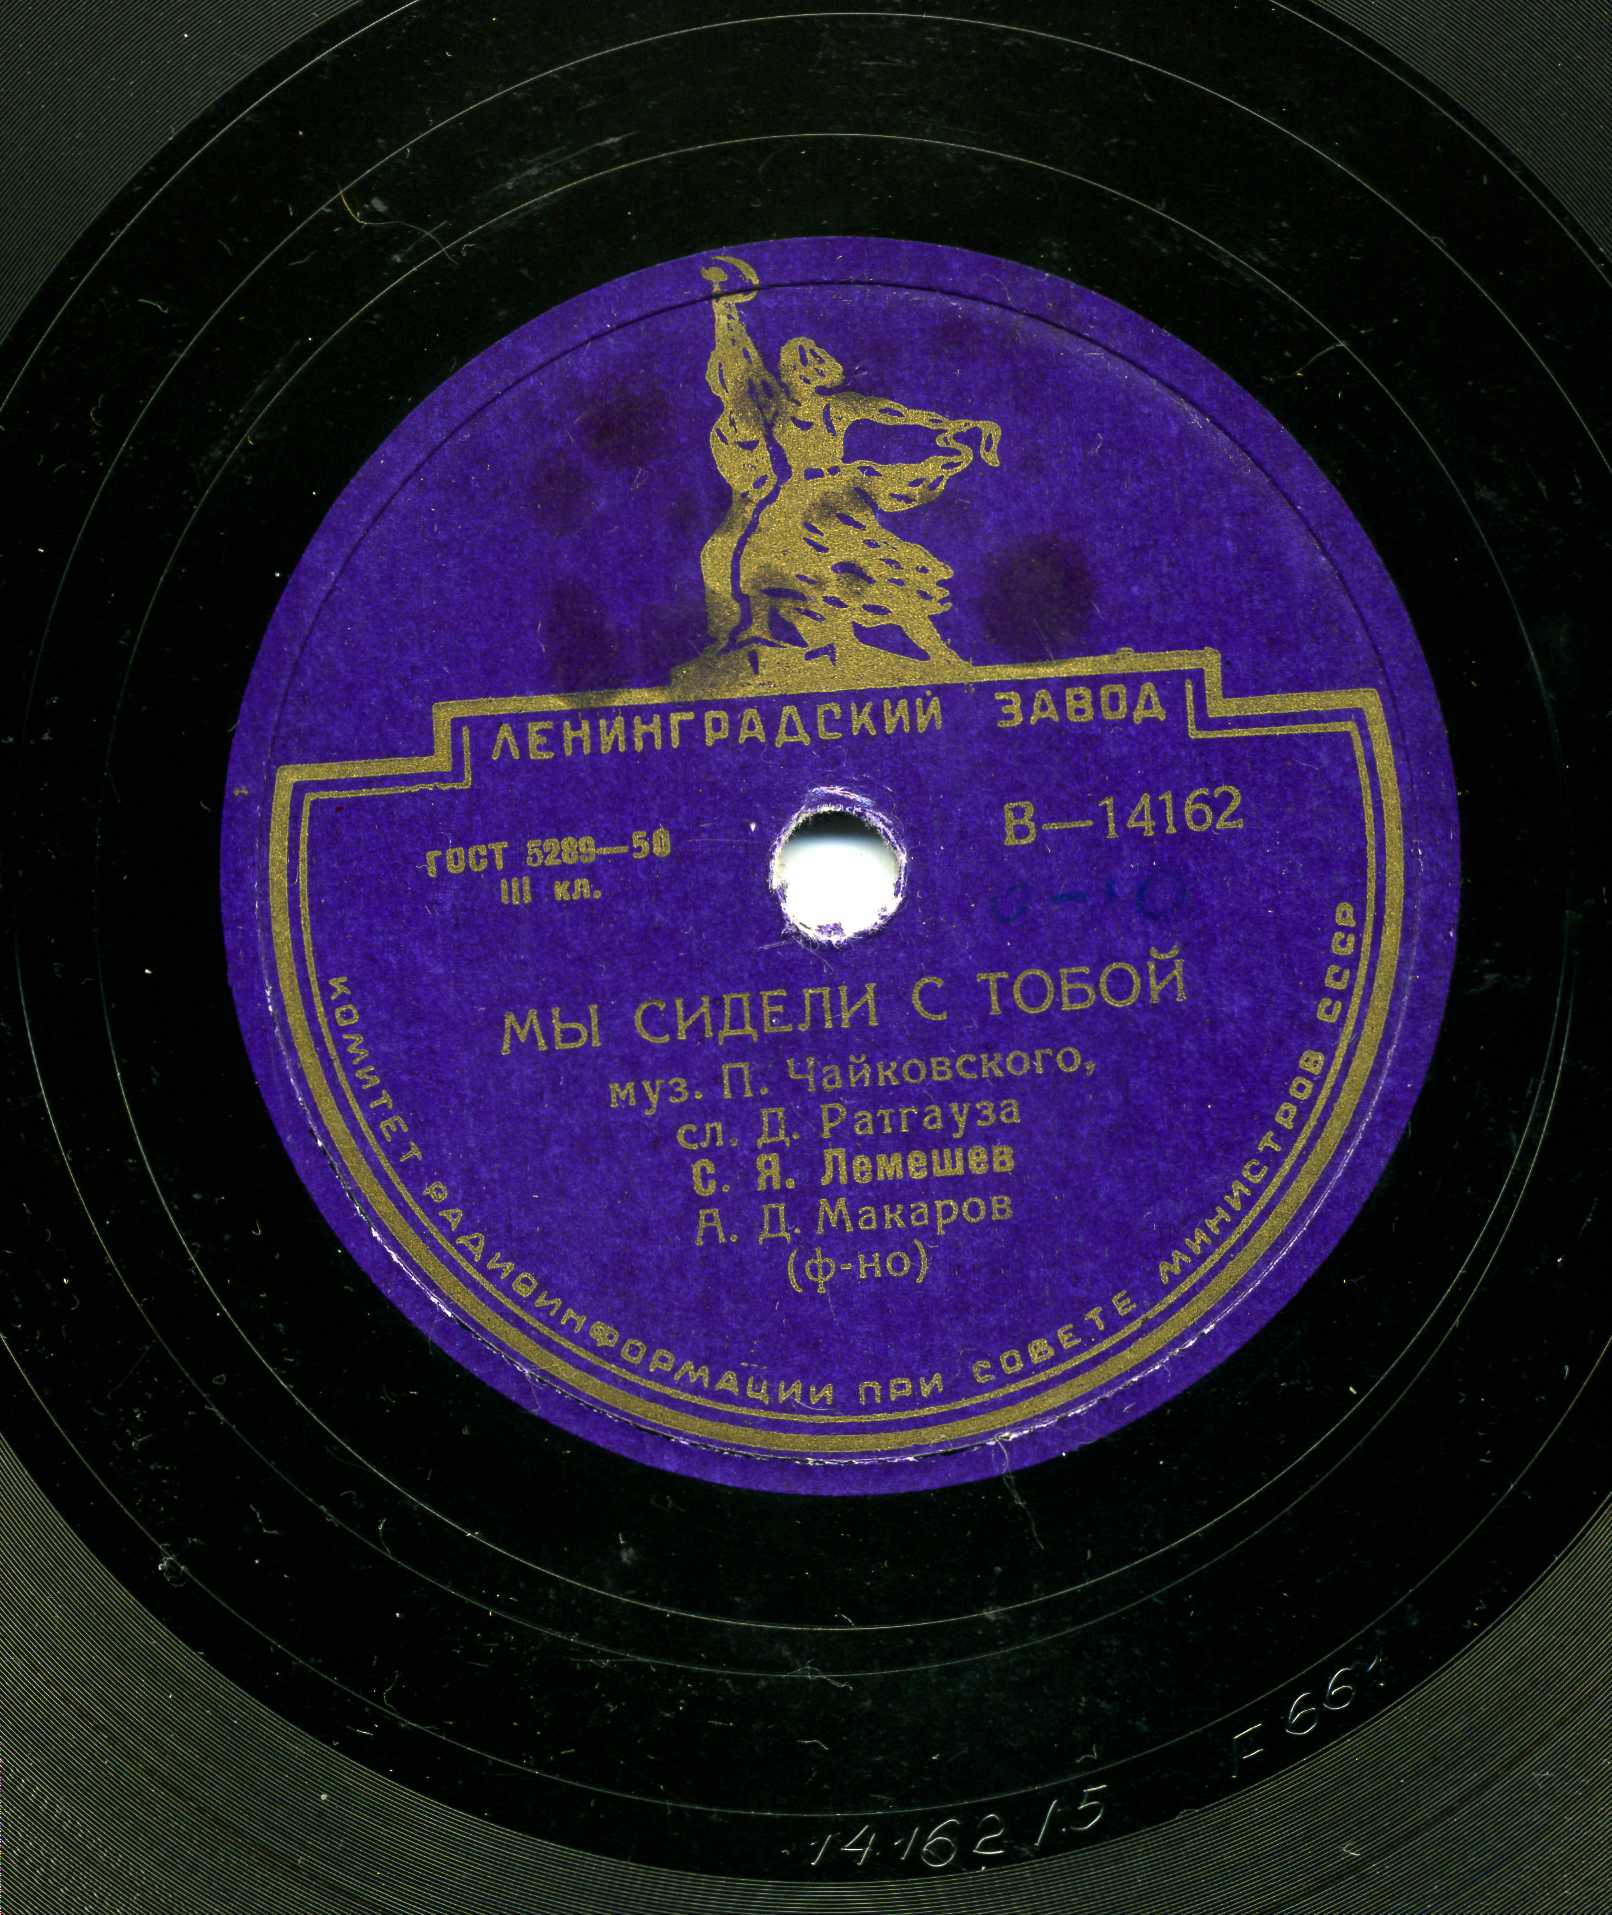 ЛЕНИНГРАДСКИЙ ЗАВОД
ГОСТ 5289—50
III кл.
В—14162
МЫ СИДЕЛИ С ТОБОЙ
муз. П. Чайковского,
сл. Д. Ратгауза
С. Я. Лемешев
А. Д. Макаров
(ф-но)
КОМИТЕТ РАДИОИНФОРМАЦИИ ПРИ СОВЕТЕ МИНИСТРОВ СССР
14162 1.5